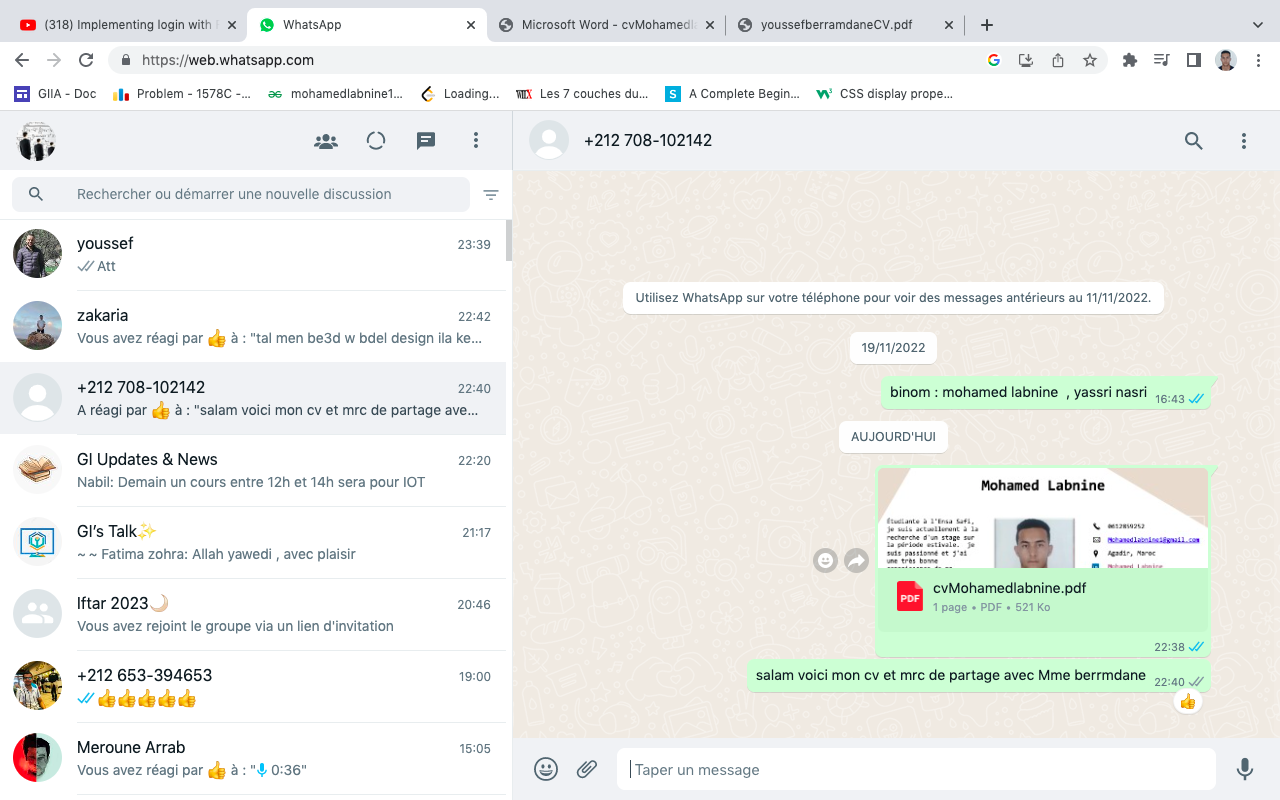 (318) Implementing login with F
WhatsApp
Microsoft Word - cvMohamedla
youssefberramdaneCV.pdf
https://web.whatsapp.com
GIIA - Doc
Problem - 1578C -...
mohamedlabnine1...
Loading...
Les 7 couches du...
A Complete Begin...
CSS display prope...
Rechercher ou démarrer une nouvelle discussion
youssef
23:39
Att
zakaria
22:42
Vous avez réagi par 👍 à : "tal men be3d w bdel design ila ke...
+212 708-102142
22:40
A réagi par 👍 à : "salam voici mon cv et mrc de partage ave...
GI Updates & News
22:20
Nabil: Demain un cours entre 12h et 14h sera pour IOT
GI's Talk✨
21:17
~ ~ Fatima zohra: Allah yawedi , avec plaisir
Iftar 2023🌙
20:46
Vous avez rejoint le groupe via un lien d'invitation
+212 653-394653
19:00
👍👍👍👍👍
Meroune Arrab
15:05
Vous avez réagi par 👍 à : "🎙 0:36"
+212 708-102142
Utilisez WhatsApp sur votre téléphone pour voir des messages antérieurs au 11/11/2022.
19/11/2022
binom : mohamed labnine , yassri nasri
16:43
AUJOURD'HUI
Mohamed Labnine
Étudiante à l'Ensa Safi,
je suis actuellement à la
recherche d'un stage sur
la période estivale. je
suis passionné et j'ai
une très bonne
0612859252
Mohamedlabnine1@gmail.com
Agadir, Maroc
Mohamed Labnine
PDF
cvMohamedlabnine.pdf
1 page • PDF • 521 Ko
22:38
salam voici mon cv et mrc de partage avec Mme berrmdane
22:40
👍
Taper un message